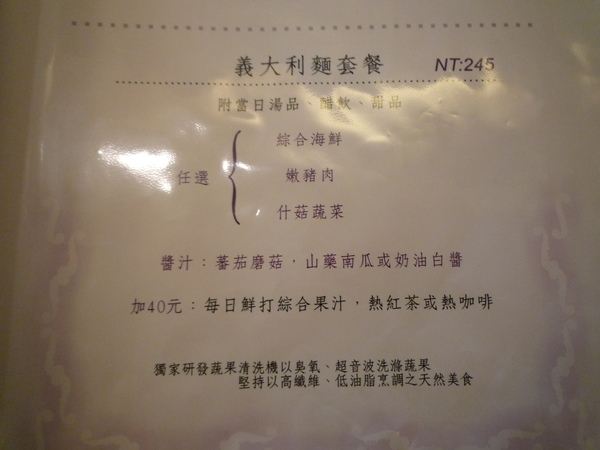 義大利麵套餐 NT:245
附當日湯品、醋飲、甜品
綜合海鮮
任選 嫩豬肉
什菇蔬菜
醬汁：蕃茄磨菇，山藥南瓜或奶油白醬
加40元：每日鮮打綜合果汁，熱紅茶或熱咖啡
獨家研發蔬果清洗機以臭氧、超音波洗滌蔬果
堅持以高纖維、低油脂烹調之天然美食